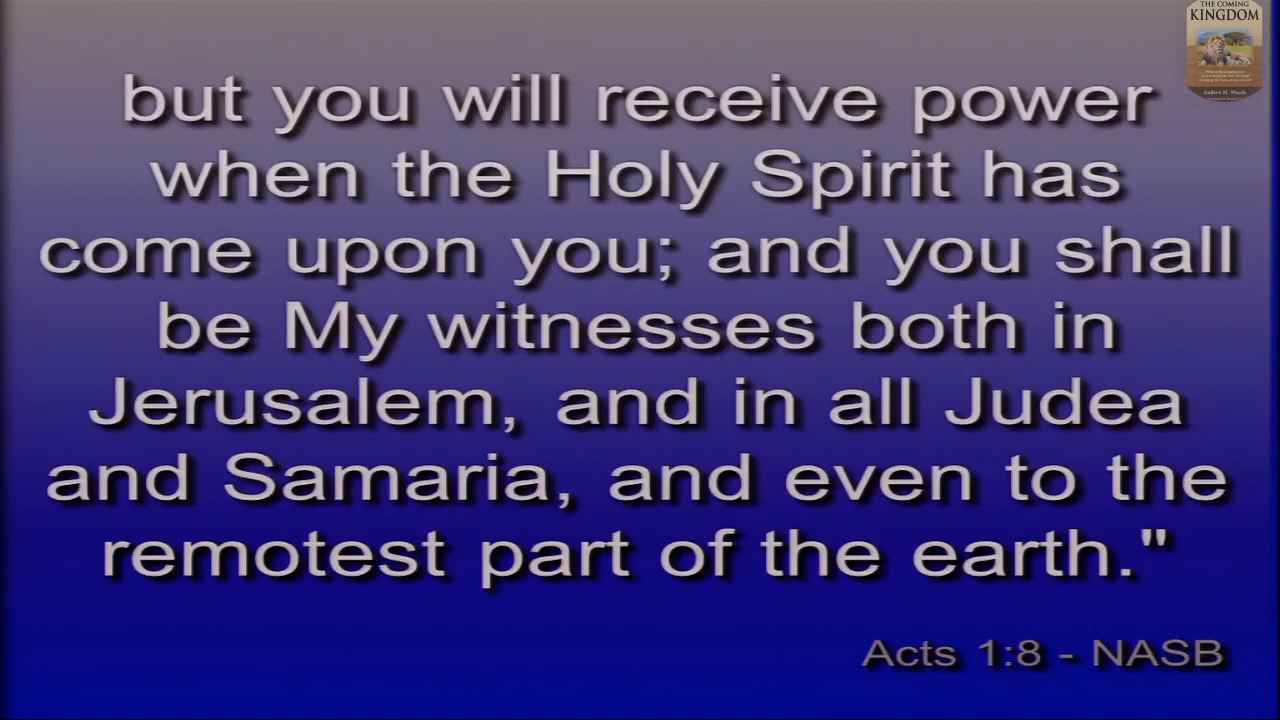 THE COMING
KINGDOM
Andrew M. Woods
but you will receive power
when the Holy Spirit has
come upon you; and you shall
be My witnesses both in
Jerusalem, and in all Judea
and Samaria, and even to the
remotest part of the earth."
Acts 1:8 - NASB